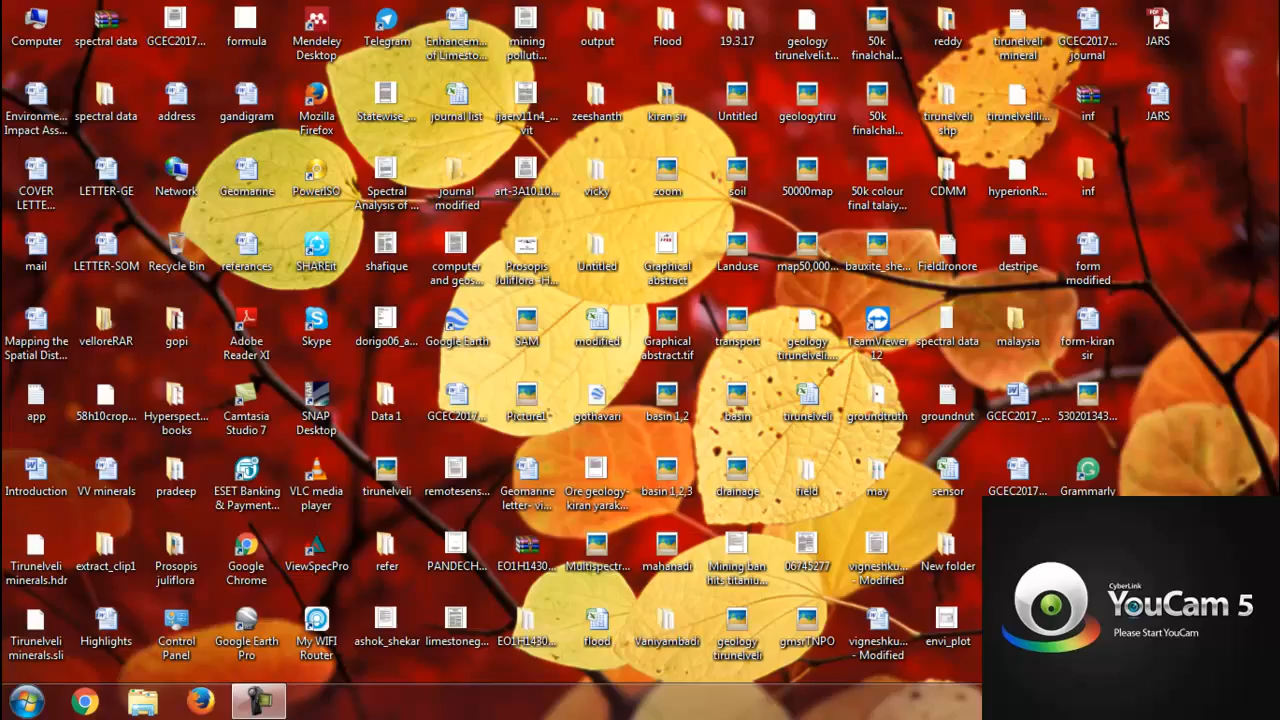 Computer
spectral data
GCEC2017...
formula
Mendeley
Desktop
Telegram
Enhancem...
of Limesto...
mining
polluti...
output
Flood
19.3.17
geology
tirunelveli.t...
50k
finalchal...
reddy
tirunelveli
mineral
GCEC2017...
journal
JARS
Environme...
Impact Ass...
spectral data
address
gandigram
Mozilla
Firefox
Statewise_...
journal list
ijaerv11n4_...
vit
zeeshanth
kiran sir
Untitled
geologytiru
50k
finalchal...
tirunelveli
shp
tirunelvelili...
inf
JARS
COVER
LETTE...
LETTER-GE
Network
Geomarine
PowerISO
Spectral
Analysis of ...
journal
modified
art-3A10.10...
vicky
zoom
soil
50000map
50k colour
final talaiy...
CDMM
hyperionR...
inf
mail
LETTER-SOM
Recycle Bin
referances
SHAREit
shafique
computer
and geos...
Prosopis
Juliflora -H...
Untitled
Graphical
abstract
Landuse
map50,000...
bauxite_she...
FieldIronore
destripe
form
modified
Mapping the
Spatial Dist...
velloreRAR
gopi
Adobe
Reader XI
Skype
dorigo06_a...
Google Earth
SAM
modified
Graphical
abstract.tif
transport
geology
tirunelveli....
TeamViewer
12
spectral data
malaysia
form-kiran
sir
app
58h10crop...
Hyperspect...
books
Camtasia
Studio 7
SNAP
Desktop
Data 1
GCEC2017...
Picture1
gothavari
basin 1,2
basin
tirunelveli
groundtruth
groundnut
GCEC2017_...
530201343...
Introduction
VV minerals
pradeep
ESET Banking
& Payment...
VLC media
player
tirunelveli
remotesens...
Geomarine
letter- vi...
Ore geology-
kiran yarak...
basin 1,2,3
drainage
field
may
sensor
GCEC2017...
Grammarly
Tirunelveli
minerals.hdr
extract_clip1
Prosopis
juliflora
Google
Chrome
ViewSpecPro
refer
PANDECH...
EO1H1430...
Multispectr...
mahanadi
Mining ban
hits titaniu...
06745277
vigneshku...
- Modified
New folder
Tirunelveli
minerals.sli
Highlights
Control
Panel
Google Earth
Pro
My WIFI
Router
ashok_shekar
limestoneg...
EO1H1430...
flood
Vaniyambadi
geology
tirunelveli
gmsrTNPO
vigneshku...
- Modified
envi_plot
CyberLink
YouCam 5
Please Start YouCam